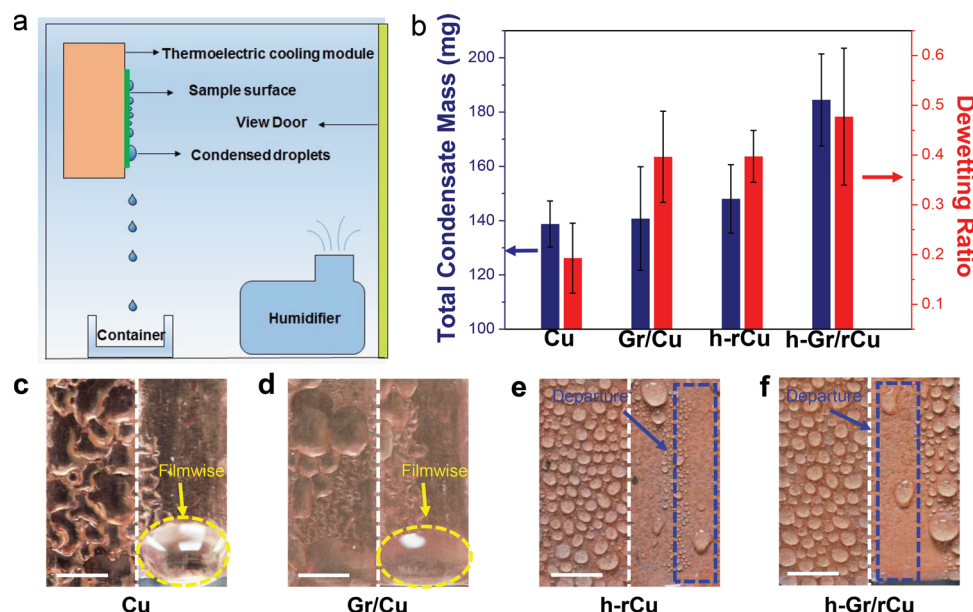 a
Thermoelectric cooling module
Sample surface
View Door
Condensed droplets
Container
Humidifier
b
Total Condensate Mass (mg)
200
180
160
140
120
100
0.6
0.5
0.4
0.3
0.2
0.1
Dewetting Ratio
Cu
Gr/Cu
h-rCu
h-Gr/rCu
c
Filmwise
Cu
d
Filmwise
Gr/Cu
e
Departure
h-rCu
f
Departure
h-Gr/rCu